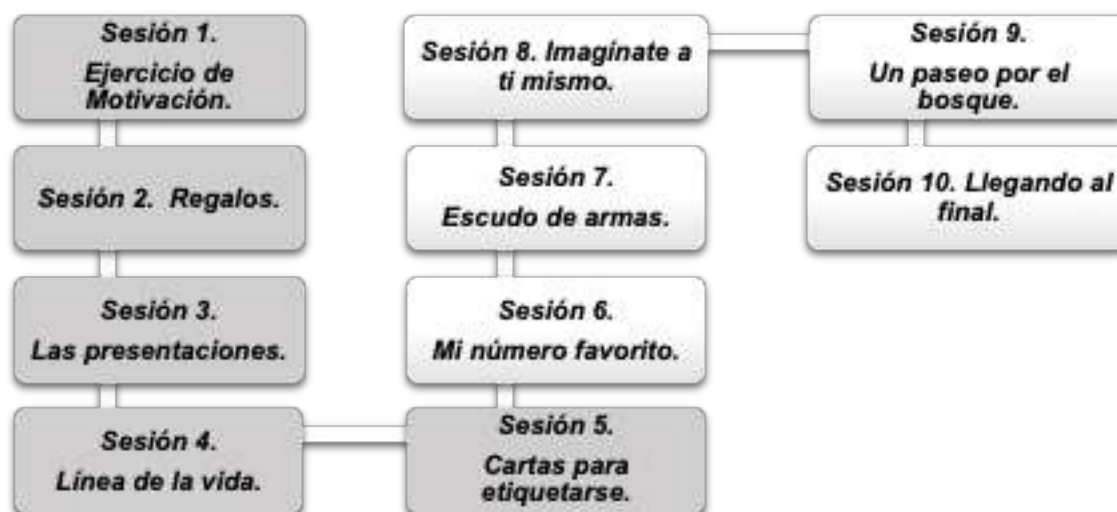 Sesión 1.
Ejercicio de
Motivación.
Sesión 2. Regalos.
Sesión 3.
Las presentaciones.
Sesión 4.
Línea de la vida.
Sesión 5.
Cartas para
etiquetarse.
Sesión 6.
Mi número favorito.
Sesión 7.
Escudo de armas.
Sesión 8. Imagínate a
ti mismo.
Sesión 9.
Un paseo por el
bosque.
Sesión 10. Llegando al
final.